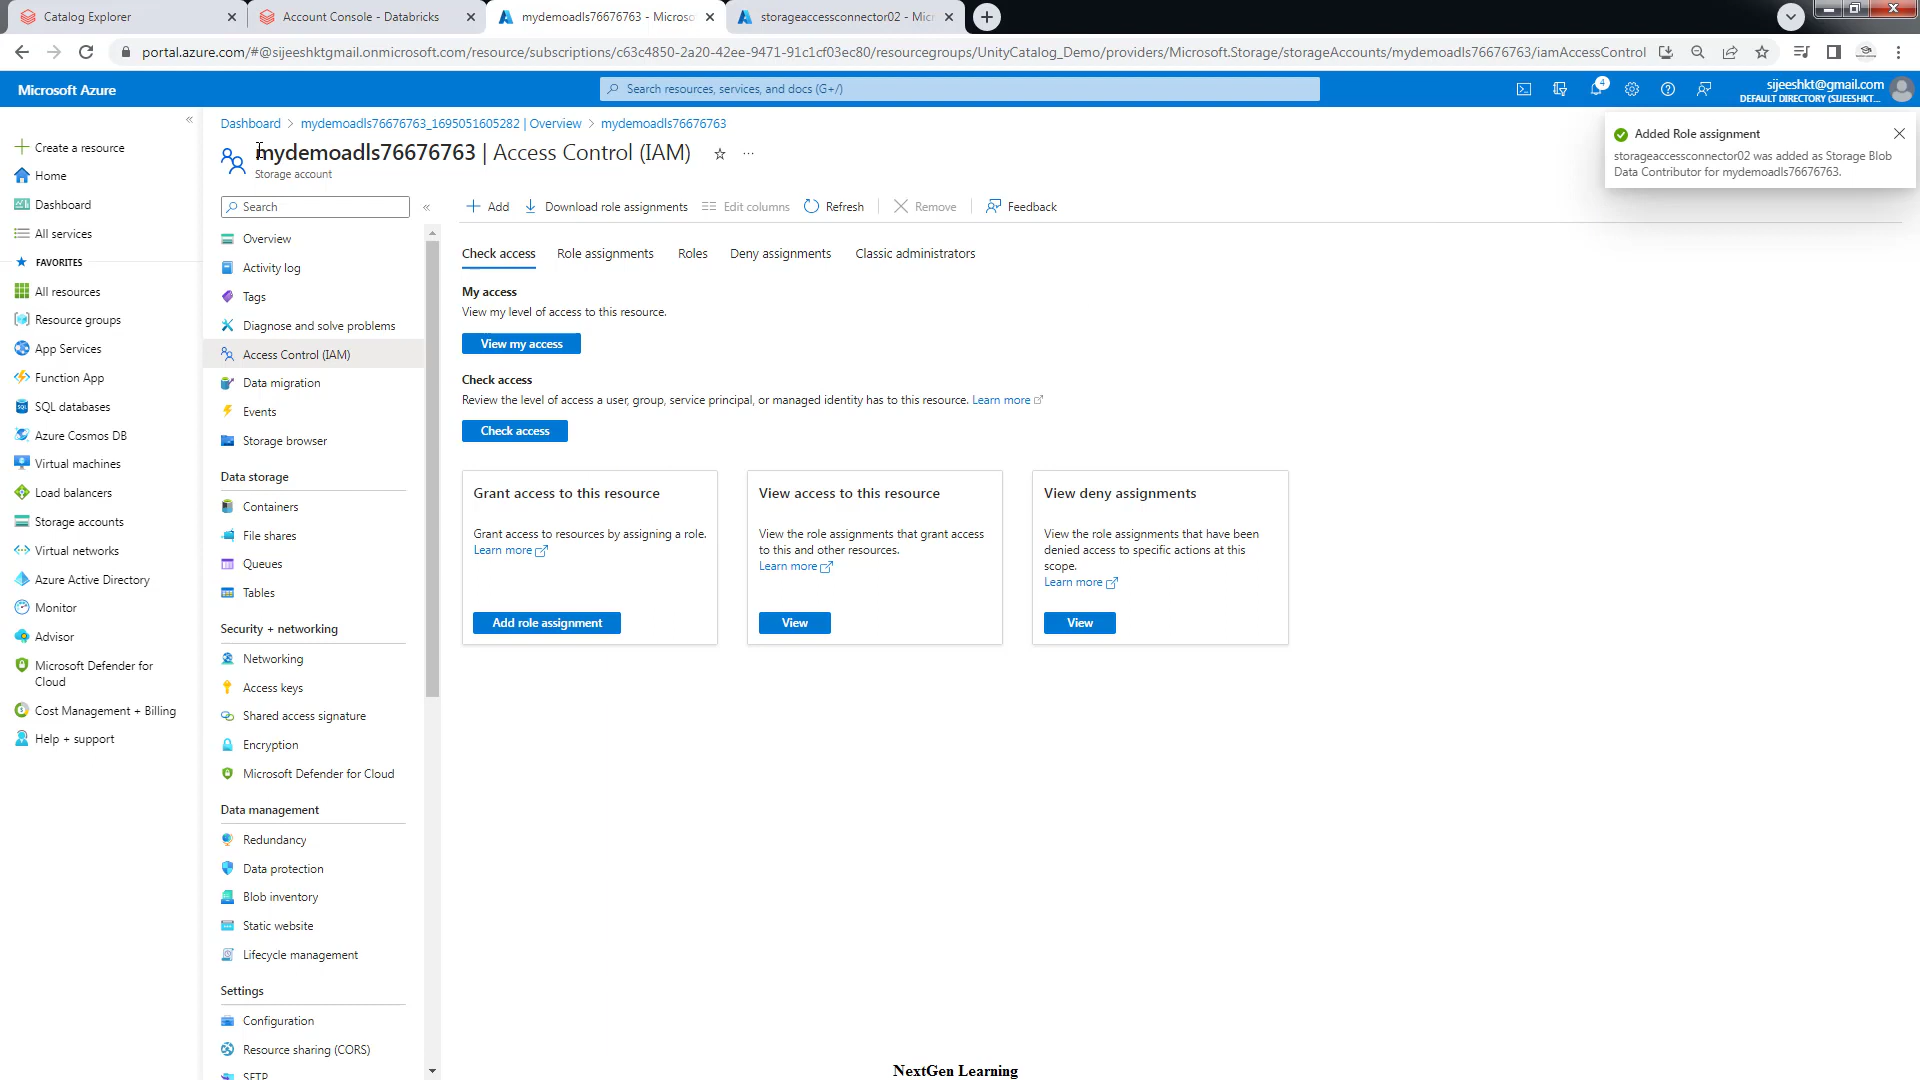 Catalog Explorer
Account Console - Databricks
mydemoadls76676763 - Microso
storageaccessconnector02 - Micr
portal.azure.com/#@sijeeshktgmail.onmicrosoft.com/resource/subscriptions/c63c4850-2a20-42ee-9471-91c1cf03ec80/resourcegroups/UnityCatalog_Demo/providers/Microsoft.Storage/storageAccounts/mydemoadls76676763/iamAccessControl
Microsoft Azure
Search resources, services, and docs (G+/)
4
sijeeshkt@gmail.com
DEFAULT DIRECTORY (SIJEESHKT...
Create a resource
Home
Dashboard
All services
FAVORITES
All resources
Resource groups
App Services
Function App
SQL databases
Azure Cosmos DB
Virtual machines
Load balancers
Storage accounts
Virtual networks
Azure Active Directory
Monitor
Advisor
Microsoft Defender for
Cloud
Cost Management + Billing
Help + support
Dashboard > mydemoadls76676763_1695051605282 | Overview > mydemoadls76676763
mydemoadls76676763 | Access Control (IAM)
Storage account
Search
Overview
Activity log
Tags
Diagnose and solve problems
Access Control (IAM)
Data migration
Events
Storage browser
Data storage
Containers
File shares
Queues
Tables
Security + networking
Networking
Access keys
Shared access signature
Encryption
Microsoft Defender for Cloud
Data management
Redundancy
Data protection
Blob inventory
Static website
Lifecycle management
Settings
Configuration
Resource sharing (CORS)
SFTP
Add
Download role assignments
Edit columns
Refresh
Remove
Feedback
Check access
Role assignments
Roles
Deny assignments
Classic administrators
My access
View my level of access to this resource.
View my access
Check access
Review the level of access a user, group, service principal, or managed identity has to this resource. Learn more
Check access
Grant access to this resource
Grant access to resources by assigning a role.
Learn more
Add role assignment
View access to this resource
View the role assignments that grant access
to this and other resources.
Learn more
View
View deny assignments
View the role assignments that have been
denied access to specific actions at this
scope.
Learn more
View
Added Role assignment
storageaccessconnector02 was added as Storage Blob
Data Contributor for mydemoadls76676763.
NextGen Learning